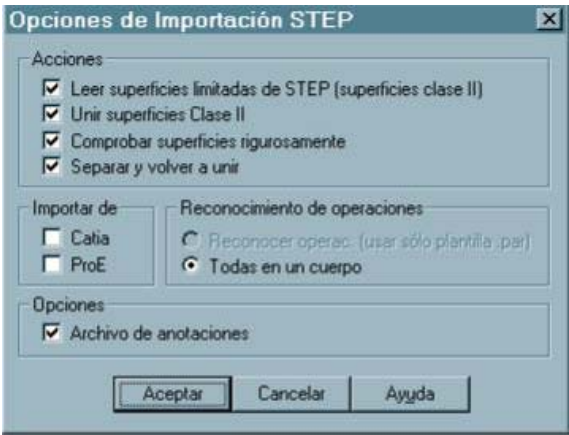 Opciones de Importación STEP
Acciones
Leer superficies limitadas de STEP (superficies clase II)
Unir superficies Clase II
Comprobar superficies rigurosamente
Separar y volver a unir
Importar de
Catia
ProE
Reconocimiento de operaciones
Reconocer operac. (usar sólo plantilla .par)
Todas en un cuerpo
Opciones
Archivo de anotaciones
Aceptar
Cancelar
Ayuda